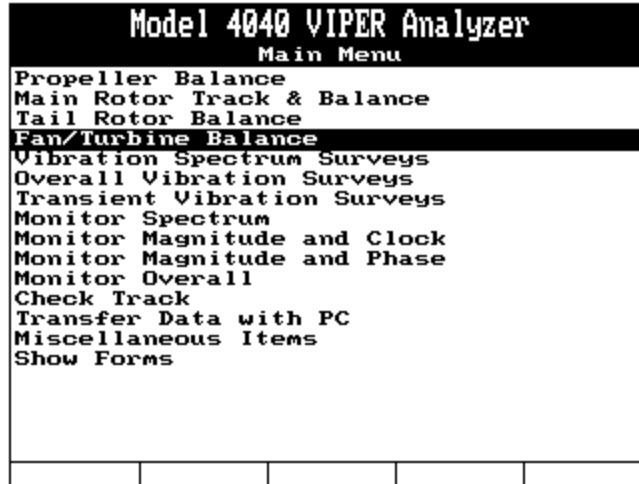 Model 4040 VIPER Analyzer
Main Menu
Propeller Balance
Main Rotor Track & Balance
Tail Rotor Balance
Fan/Turbine Balance
Vibration Spectrum Surveys
Overall Vibration Surveys
Transient Vibration Surveys
Monitor Spectrum
Monitor Magnitude and Clock
Monitor Magnitude and Phase
Monitor Overall
Check Track
Transfer Data with PC
Miscellaneous Items
Show Forms